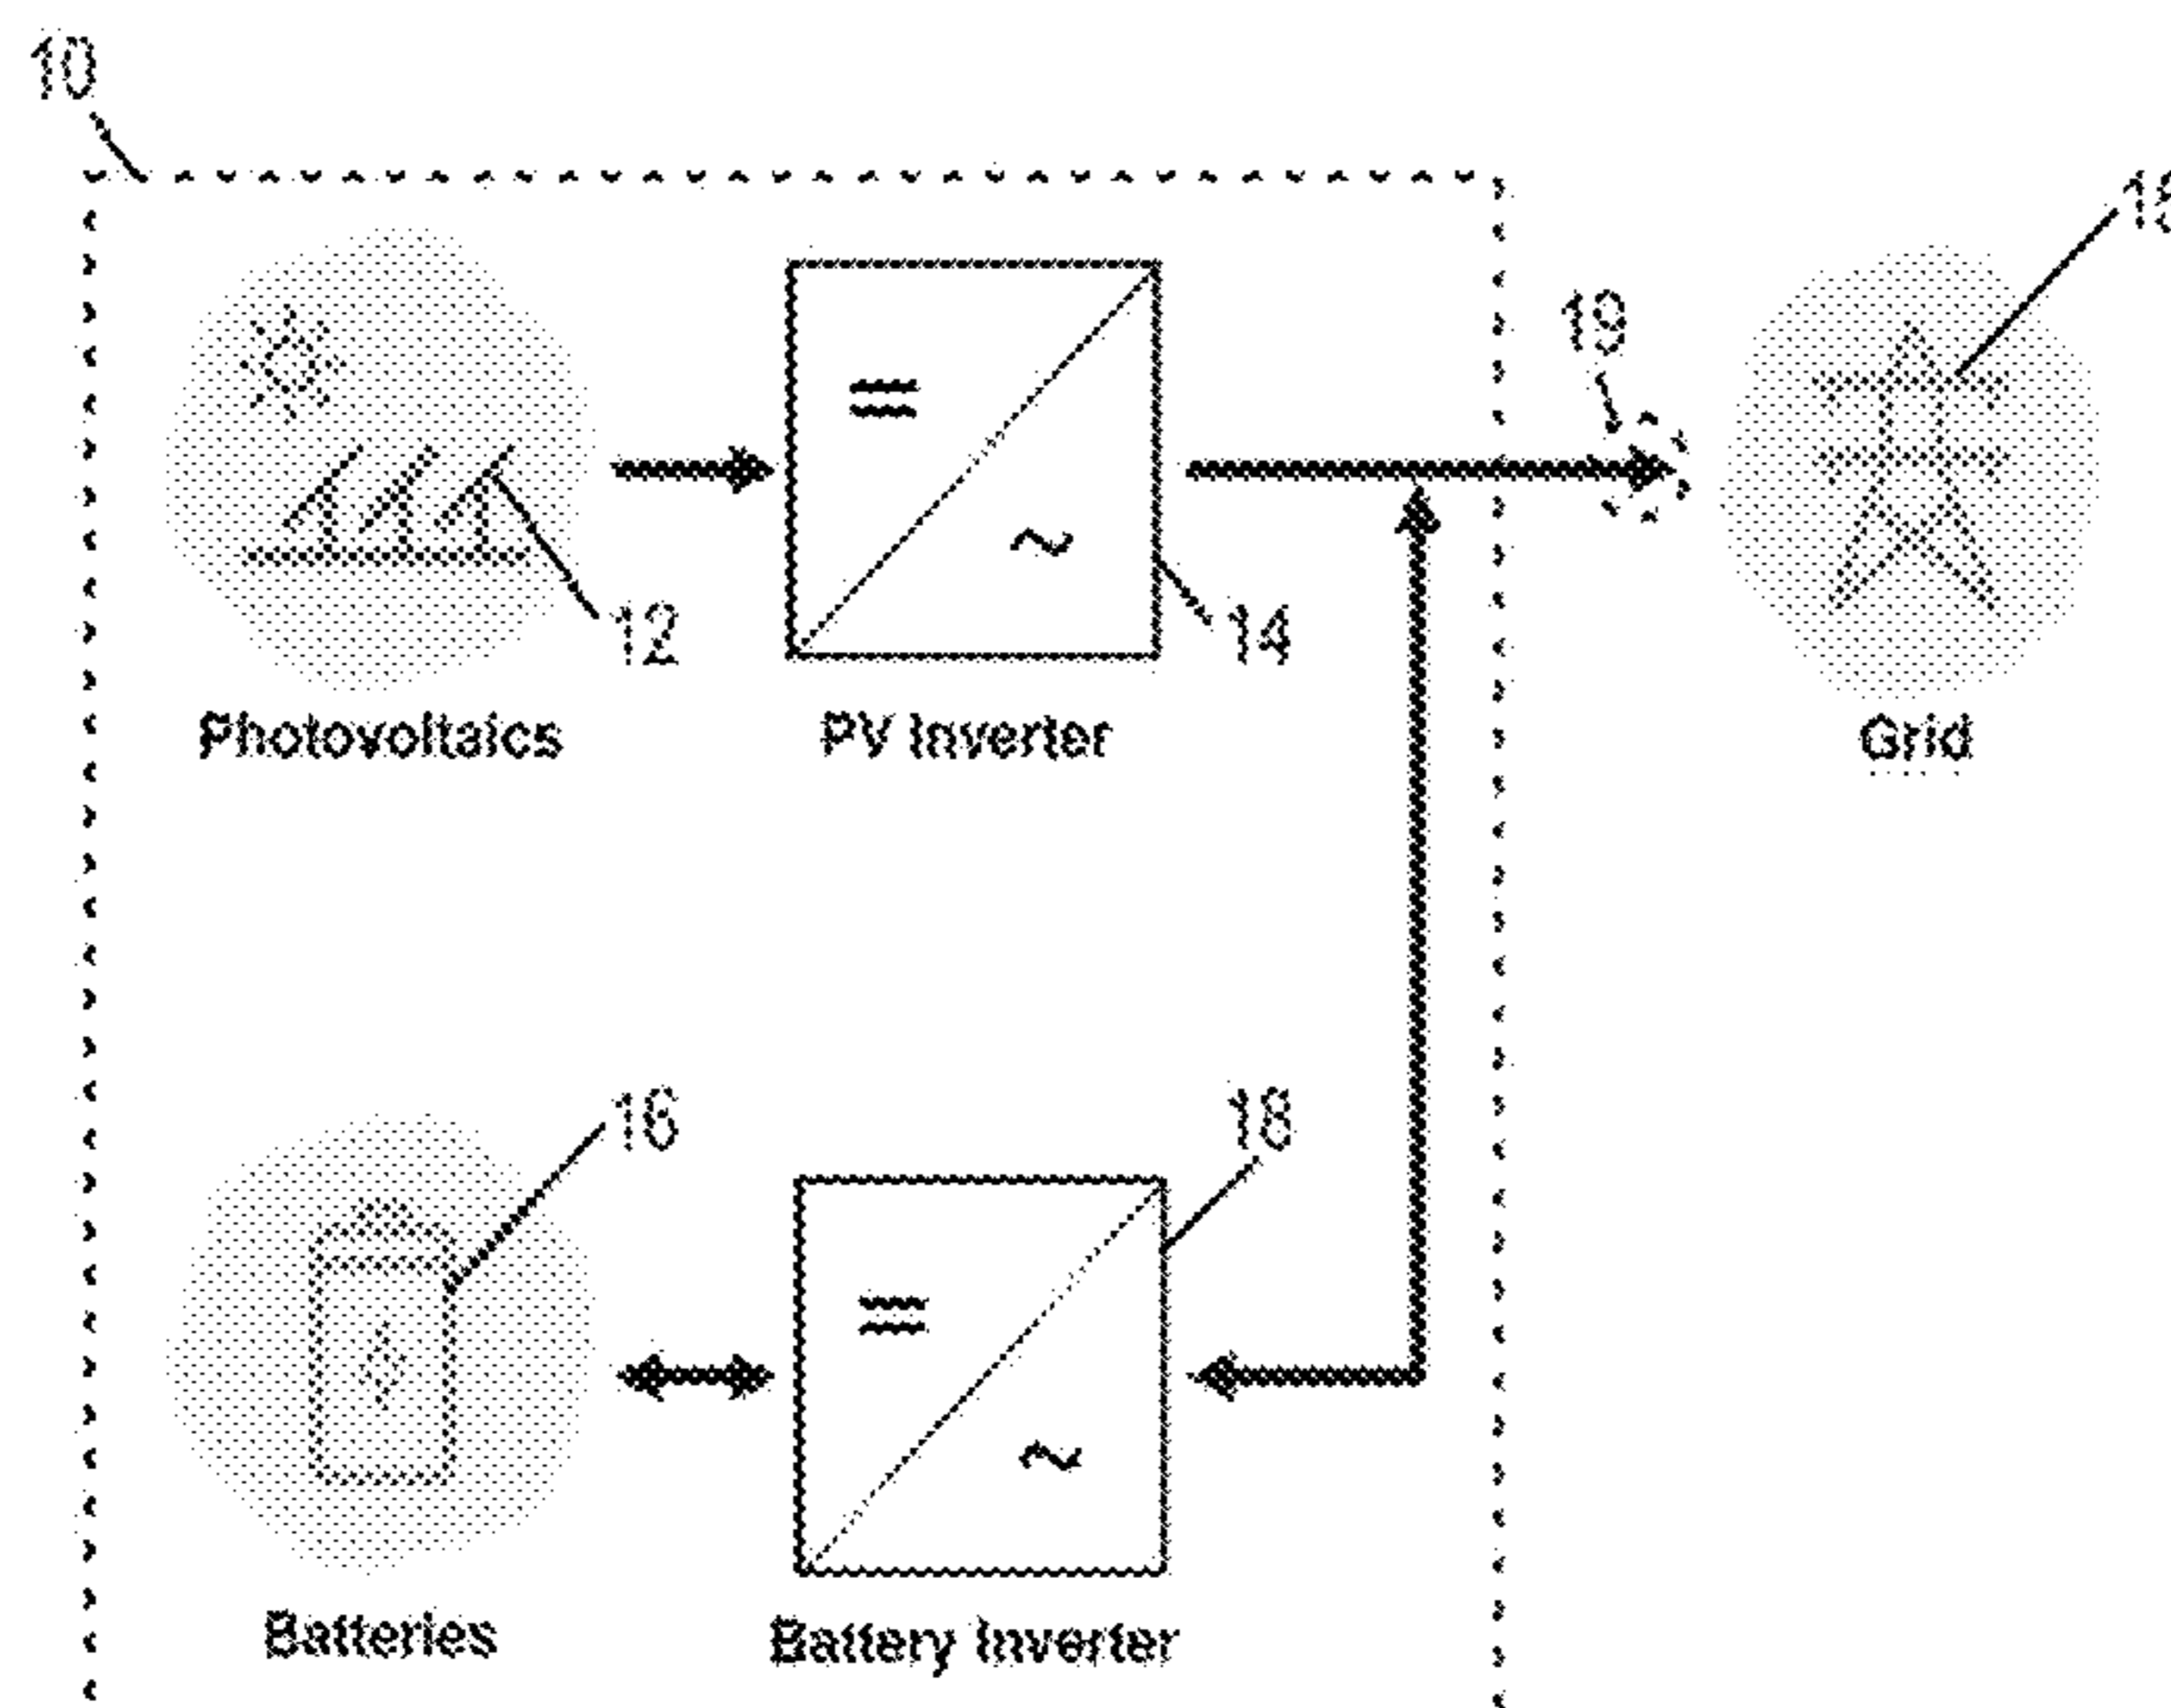 10
19
12
14
Photovoltaics
PV Inverter
Grid
16
18
Batteries
Battery Inverter